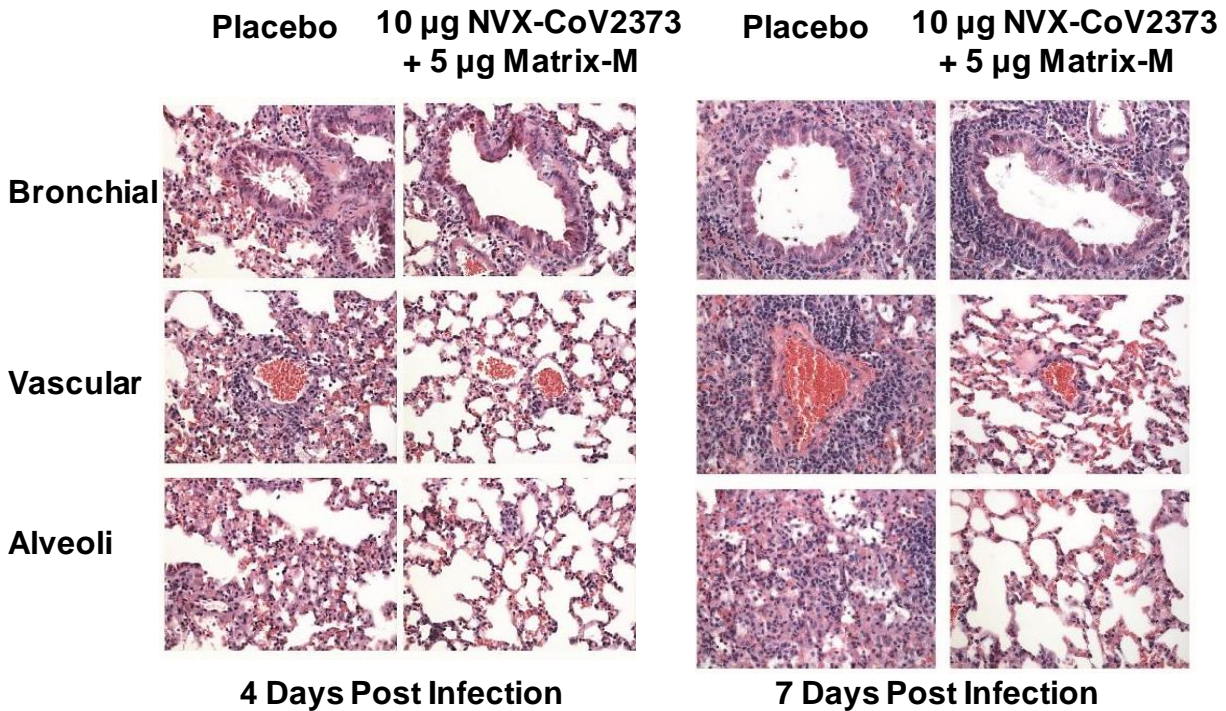 Placebo
10 µg NVX-CoV2373
+ 5 µg Matrix-M
Placebo
10 µg NVX-CoV2373
+ 5 µg Matrix-M
Bronchial
Vascular
Alveoli
4 Days Post Infection
7 Days Post Infection